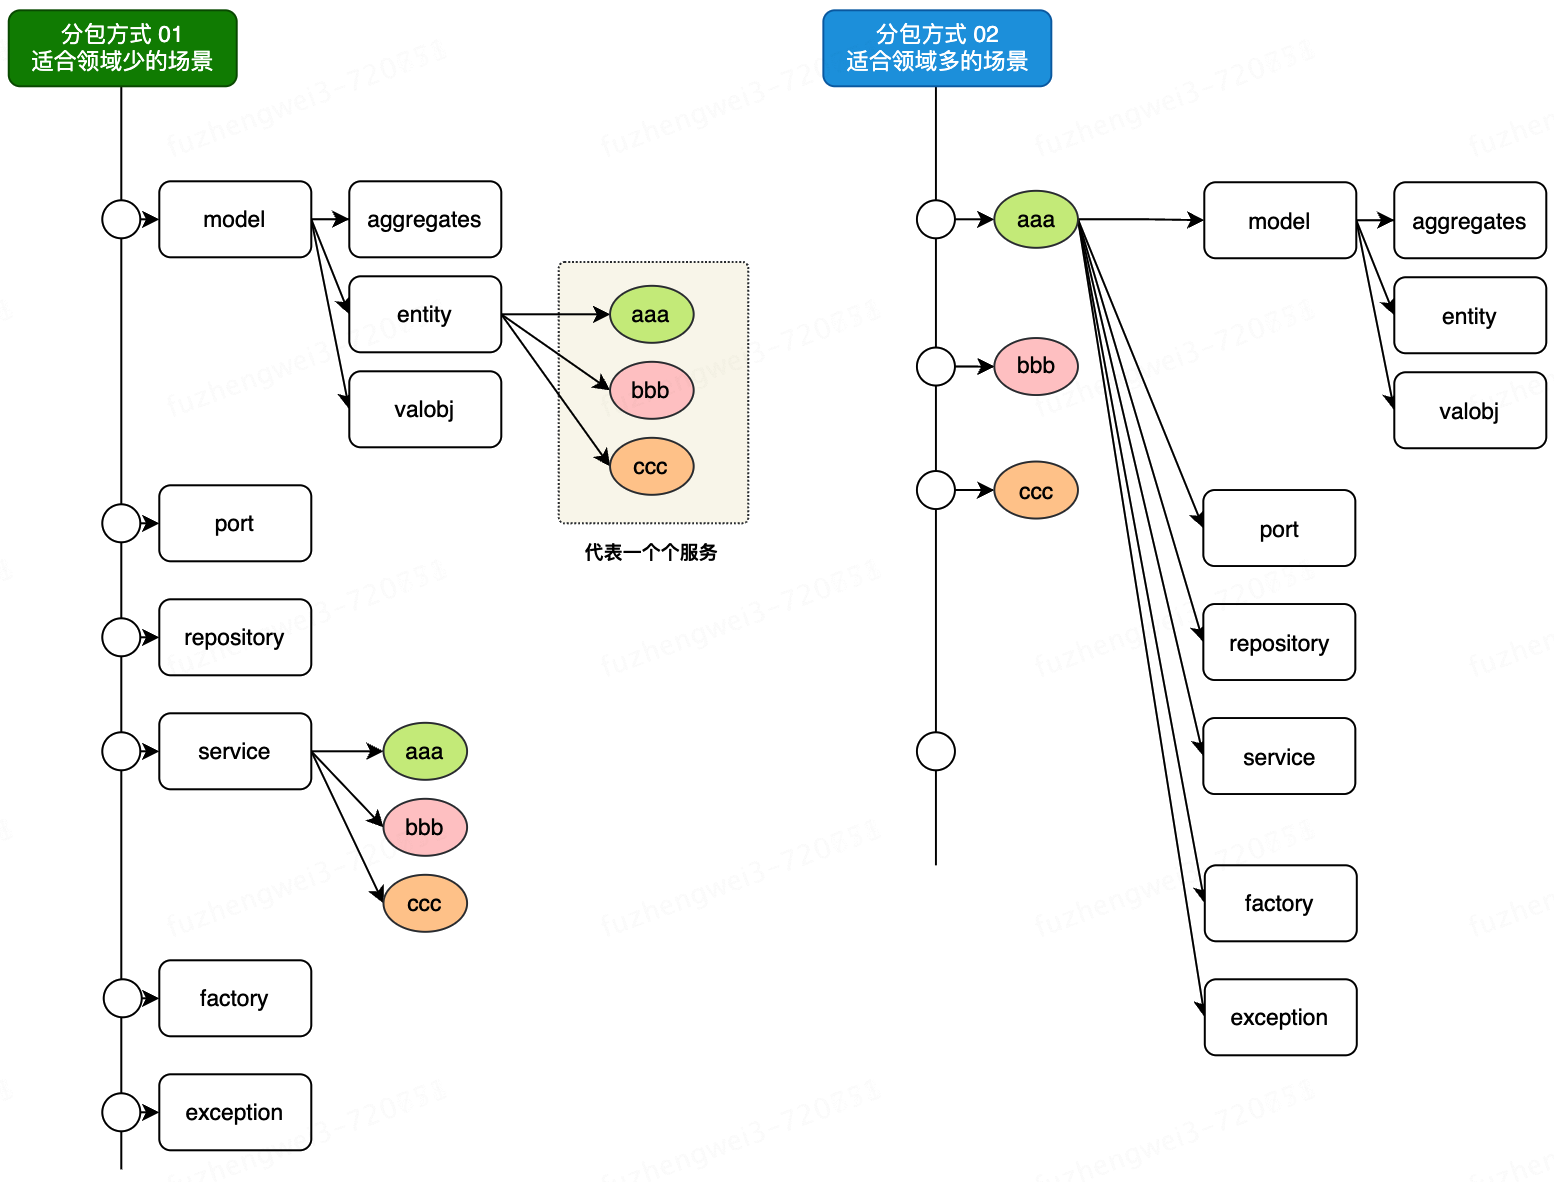 分包方式 01
适合领域少的场景
model
aggregates
entity
valobj
aaa
bbb
ccc
代表一个个服务
port
repository
service
aaa
bbb
ccc
factory
exception
分包方式 02
适合领域多的场景
aaa
bbb
ccc
model
aggregates
entity
valobj
port
repository
service
factory
exception